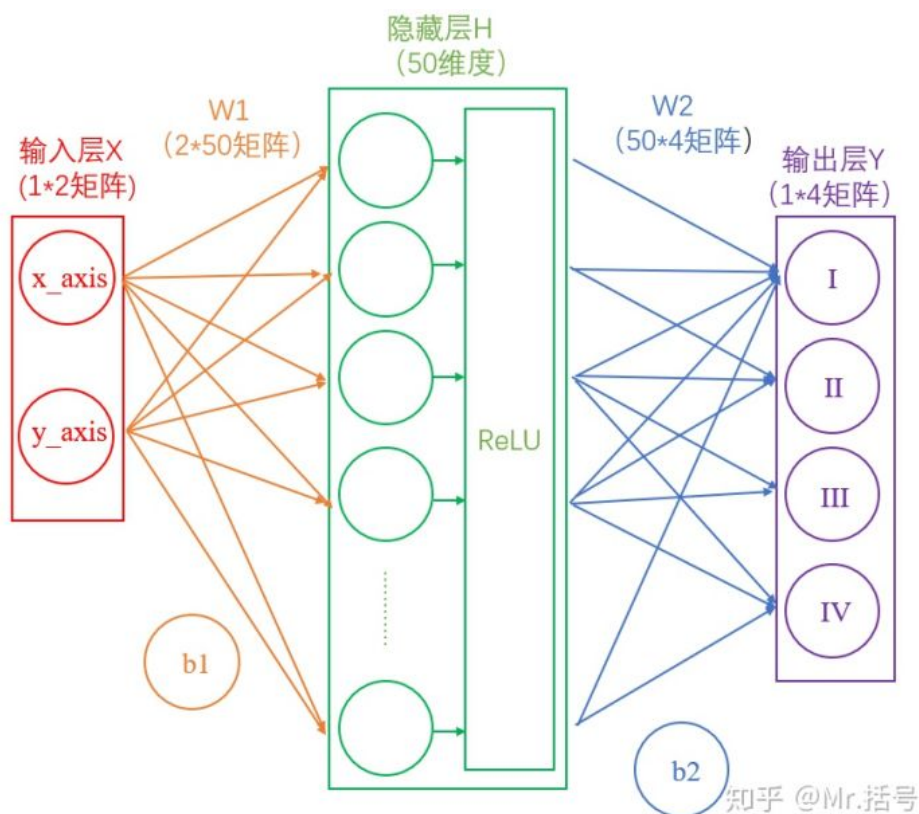 隐藏层H
（50维度）
W1
（2*50矩阵）
W2
（50*4矩阵）
输入层X
(1*2矩阵)
输出层Y
(1*4矩阵)
x_axis
y_axis
ReLU
I
II
III
IV
b1
b2
知乎 @Mr.括号